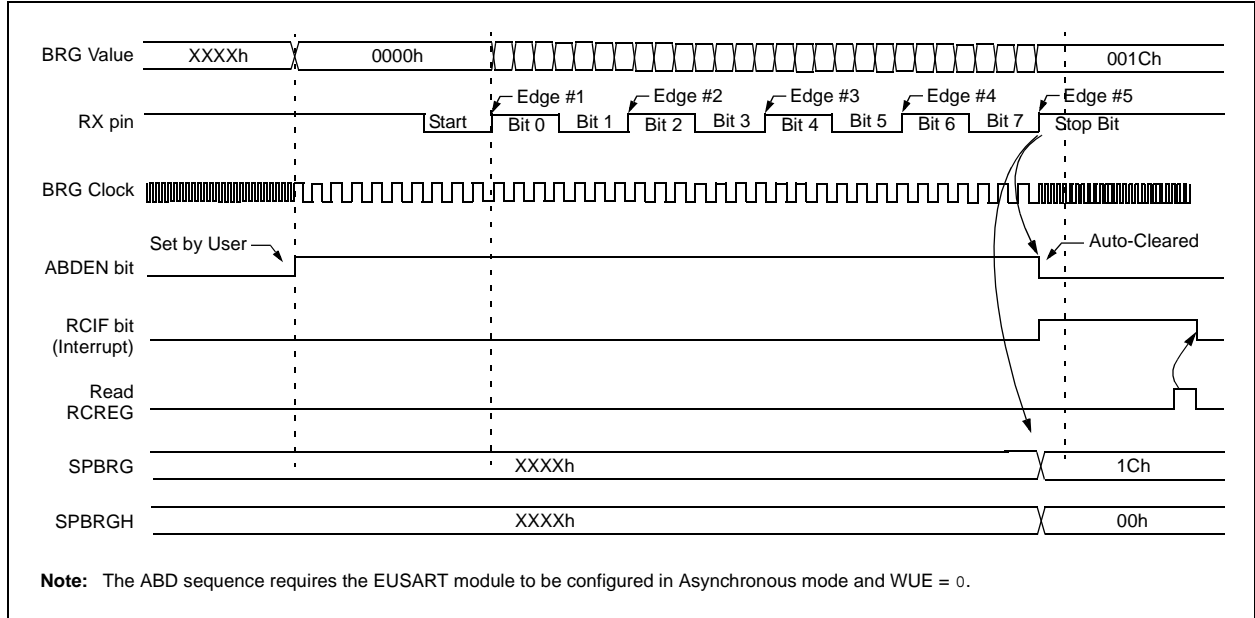 BRG Value XXXXh 0000h 001Ch
Edge #1 Edge #2 Edge #3 Edge #4 Edge #5
RX pin Start Bit 0 Bit 1 Bit 2 Bit 3 Bit 4 Bit 5 Bit 6 Bit 7 Stop Bit
BRG Clock
Set by User Auto-Cleared
ABDEN bit
RCIF bit
(Interrupt)
Read
RCREG
SPBRG XXXXh 1Ch
SPBRGH XXXXh 00h
Note: The ABD sequence requires the EUSART module to be configured in Asynchronous mode and WUE = 0.